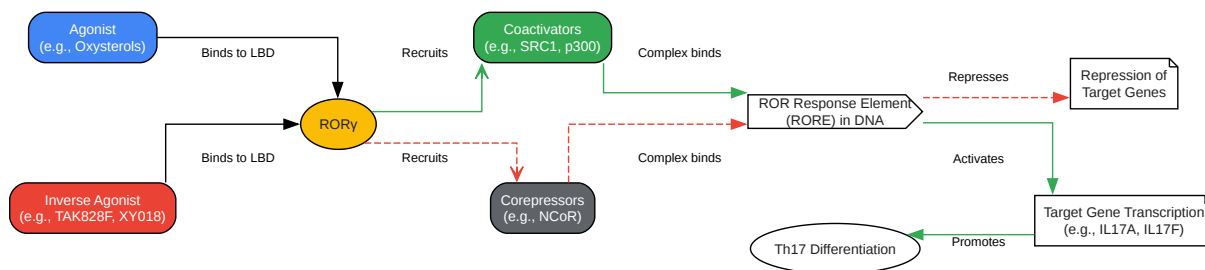 Agonist
(e.g., Oxysterols)
Binds to LBD
Recruits
Coactivators
(e.g., SRC1, p300)
Complex binds
RORγ
ROR Response Element
(RORE) in DNA
Represses
Repression of
Target Genes
Binds to LBD
Recruits
Complex binds
Activates
Inverse Agonist
(e.g., TAK828F, XY018)
Corepressors
(e.g., NCoR)
Target Gene Transcription
(e.g., IL17A, IL17F)
Promotes
Th17 Differentiation